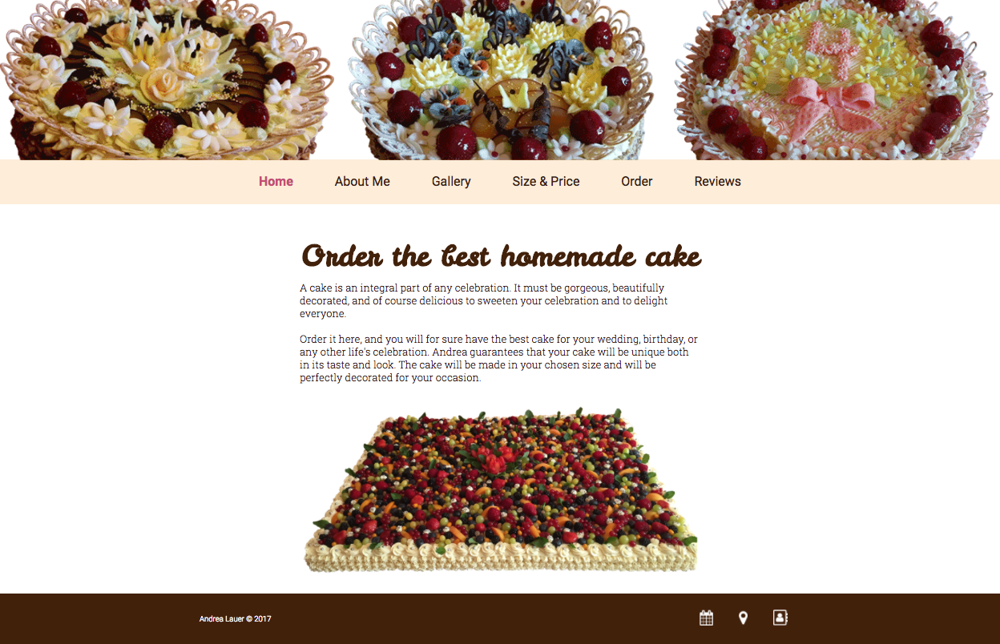 4
Home About Me Gallery Size & Price Order Reviews
Order the best homemade cake
A cake is an integral part of any celebration. It must be gorgeous, beautifully
decorated, and of course delicious to sweeten your celebration and to delight
everyone.
Order it here, and you will for sure have the best cake for your wedding, birthday, or
any other life's celebration. Andrea guarantees that your cake will be unique both
in its taste and look. The cake will be made in your chosen size and will be
perfectly decorated for your occasion.
Andrea Lauer © 2017